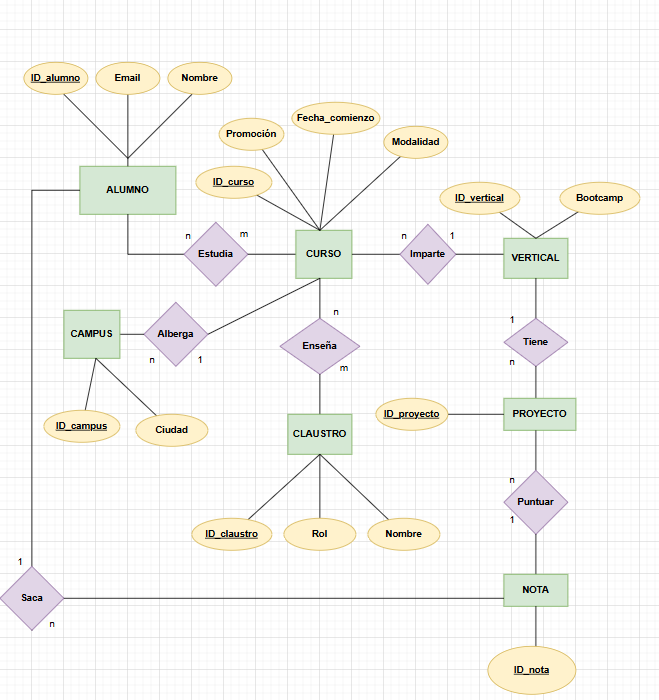 ID_alumno
Email
Nombre
Fecha_comienzo
Promoción
Modalidad
ID_curso
ALUMNO
ID_vertical
Bootcamp
n
m
Estudia
CURSO
n
1
Imparte
VERTICAL
CAMPUS
Alberga
n
1
n
Enseña
m
1
Tiene
n
ID_campus
Ciudad
CLAUSTRO
ID_proyecto
PROYECTO
n
Puntuar
1
ID_claustro
Rol
Nombre
1
Saca
n
NOTA
ID_nota